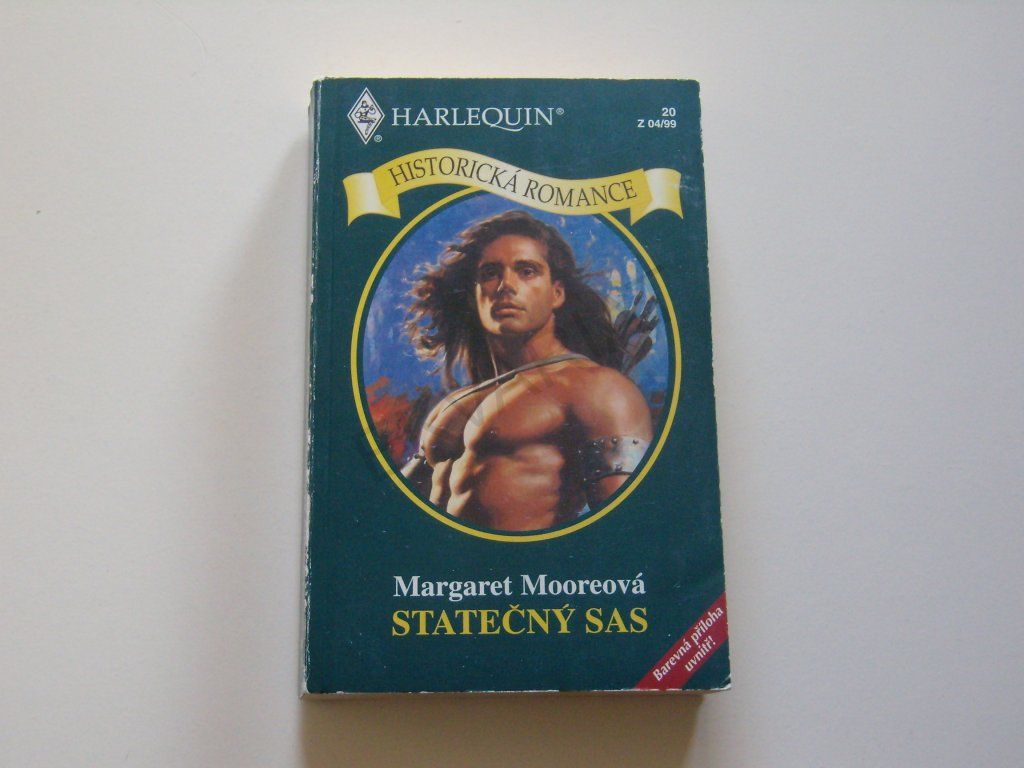 HARLEQUIN®
®
20
Z 04/99
HISTORICKÁ ROMANCE
Margaret Mooreová
STATEČNÝ SAS
Barevná příloha
uvnitř!